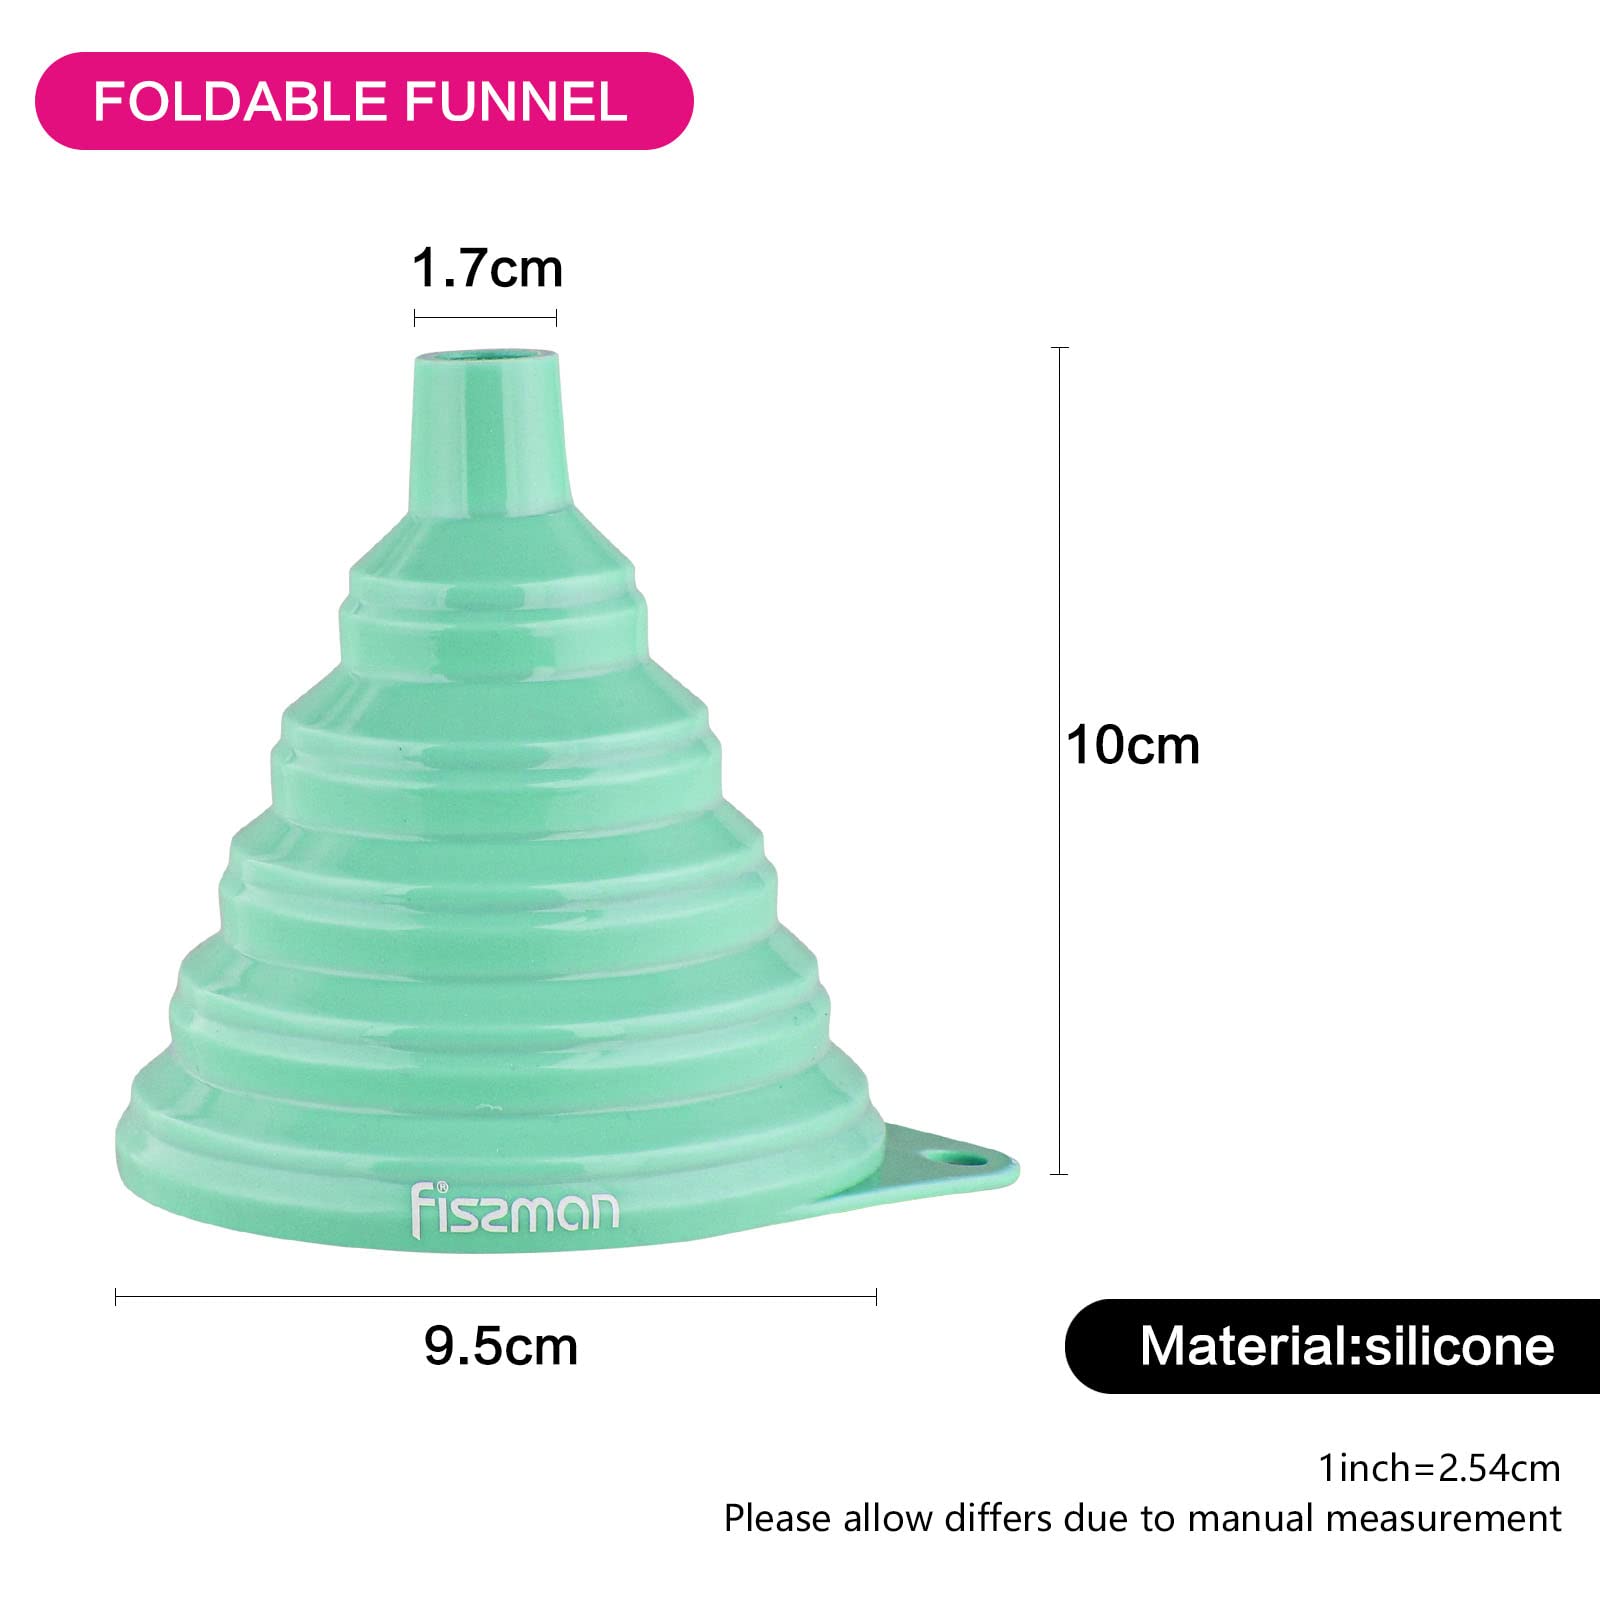 FOLDABLE FUNNEL
1.7cm
10cm
fiszman®
9.5cm
Material:silicone
1inch=2.54cm
Please allow differs due to manual measurement